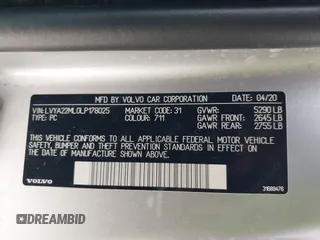 MFD BY VOLVO CAR CORPORATION 04/20
VIN:LVYA22ML0LP178025 MARKET: 31 GVWR: 5290 LB
TYPE: PC COLOUR: 711 GAWR FRONT: 2645 LB
GAWR REAR: 2755 LB
THIS VEHICLE CONFORMS TO ALL APPLICABLE FEDERAL MOTOR VEHICLE
SAFETY, BUMPER, AND THEFT PREVENTION STANDARDS IN EFFECT ON THE
DATE OF MANUFACTURE SHOWN ABOVE.
VOLVO
31689476
DREAMBID